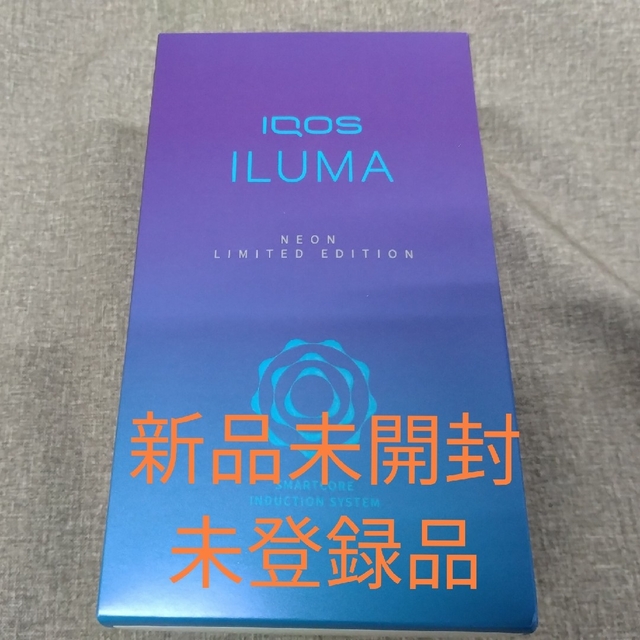 IQOS
ILUMA
NEON
LIMITED EDITION
新品未開封
SMARTCORE
INDUCTION SYSTEM
未登録品